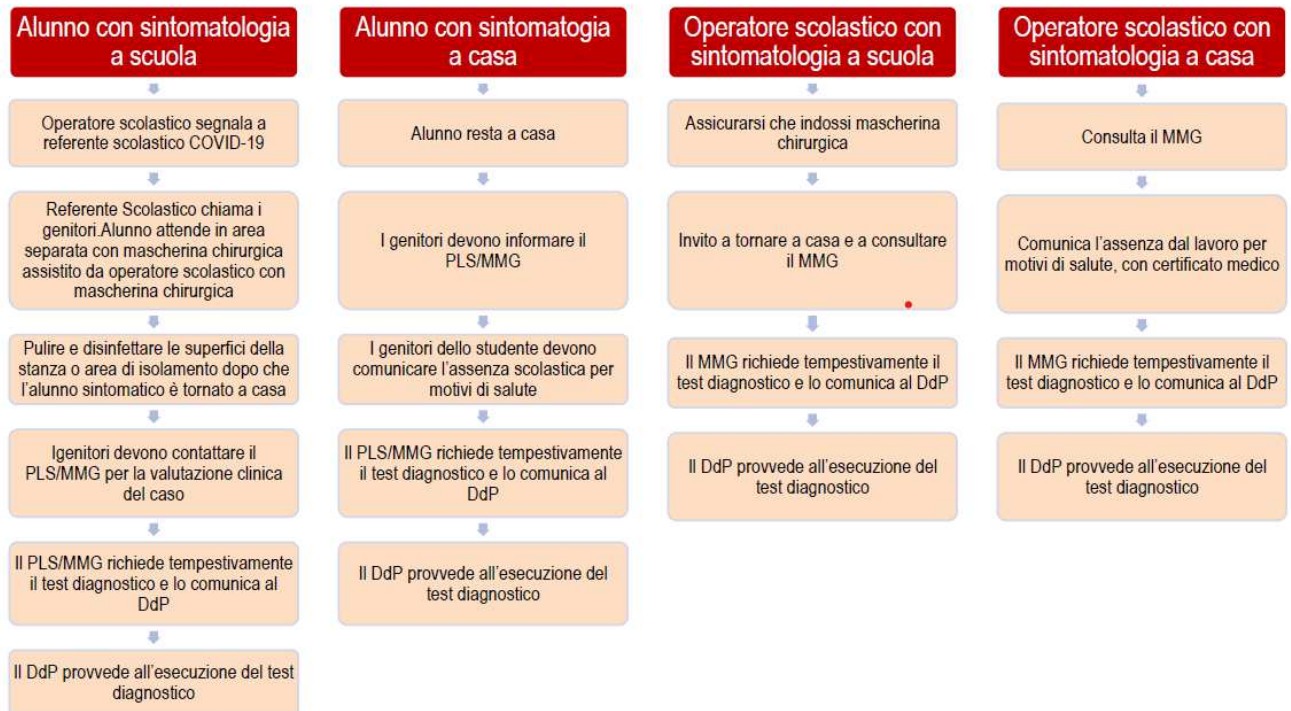 Alunno con sintomatologia
a scuola
Operatore scolastico segnala a
referente scolastico COVID-19
Referente Scolastico chiama i
genitori.Alunno attende in area
separata con mascherina chirurgica
assistito da operatore scolastico con
mascherina chirurgica
Pulire e disinfettare le superfici della
stanza o area di isolamento dopo che
l'alunno sintomatico è tornato a casa
Igenitori devono contattare il
PLS/MMG per la valutazione clinica
del caso
Il PLS/MMG richiede tempestivamente
il test diagnostico e lo comunica al
DdP
Il DdP provvede all'esecuzione del test
diagnostico
Alunno con sintomatogia
a casa
Alunno resta a casa
I genitori devono informare il
PLS/MMG
I genitori dello studente devono
comunicare l'assenza scolastica per
motivi di salute
Il PLS/MMG richiede tempestivamente
il test diagnostico e lo comunica al
DdP
Il DdP provvede all'esecuzione del
test diagnostico
Operatore scolastico con
sintomatologia a scuola
Assicurarsi che indossi mascherina
chirurgica
Invito a tornare a casa e a consultare
il MMG
Il MMG richiede tempestivamente il
test diagnostico e lo comunica al DdP
Il DdP provvede all'esecuzione del
test diagnostico
Operatore scolastico con
sintomatologia a casa
Consulta il MMG
Comunica l'assenza dal lavoro per
motivi di salute, con certificato medico
Il MMG richiede tempestivamente il
test diagnostico e lo comunica al DdP
Il DdP provvede all'esecuzione del
test diagnostico